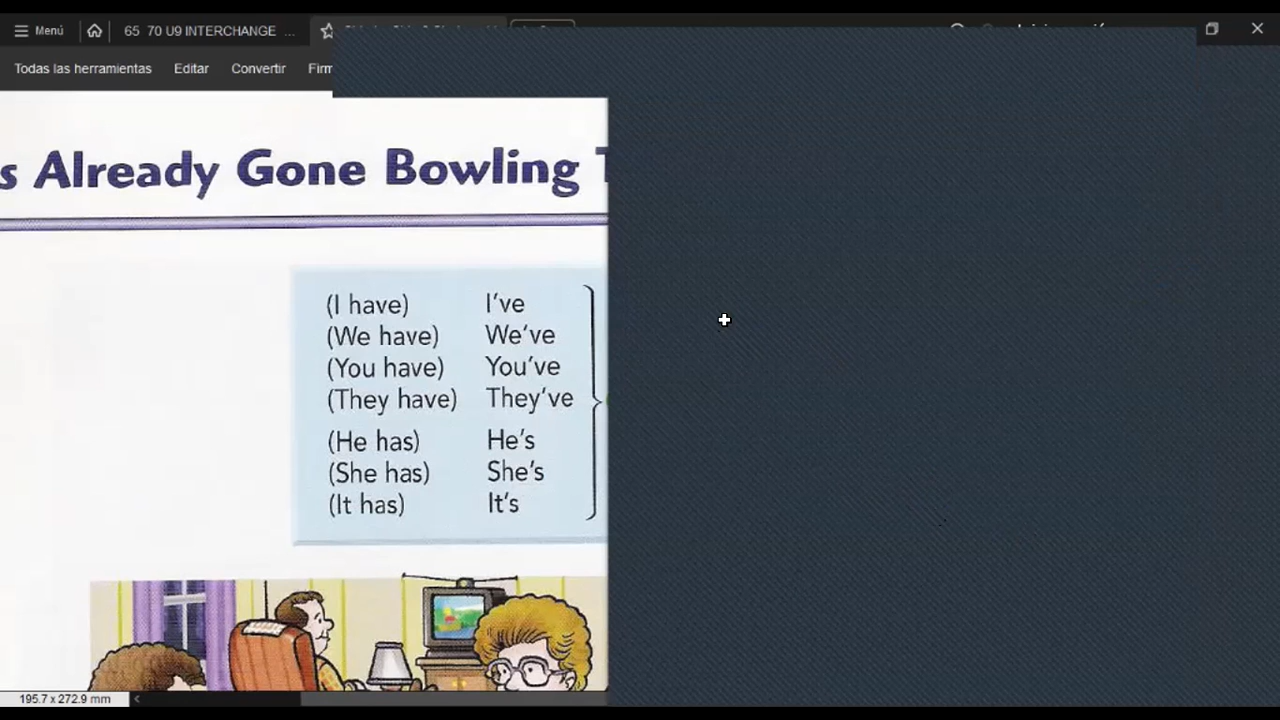 Menú
65 70 U9 INTERCHANGE ...
Todas las herramientas Editar Convertir
s Already Gone Bowling
(I have) I've
(We have) We've
(You have) You've
(They have) They've
(He has) He's
(She has) She's
(It has) It's
195.7 x 272.9 mm